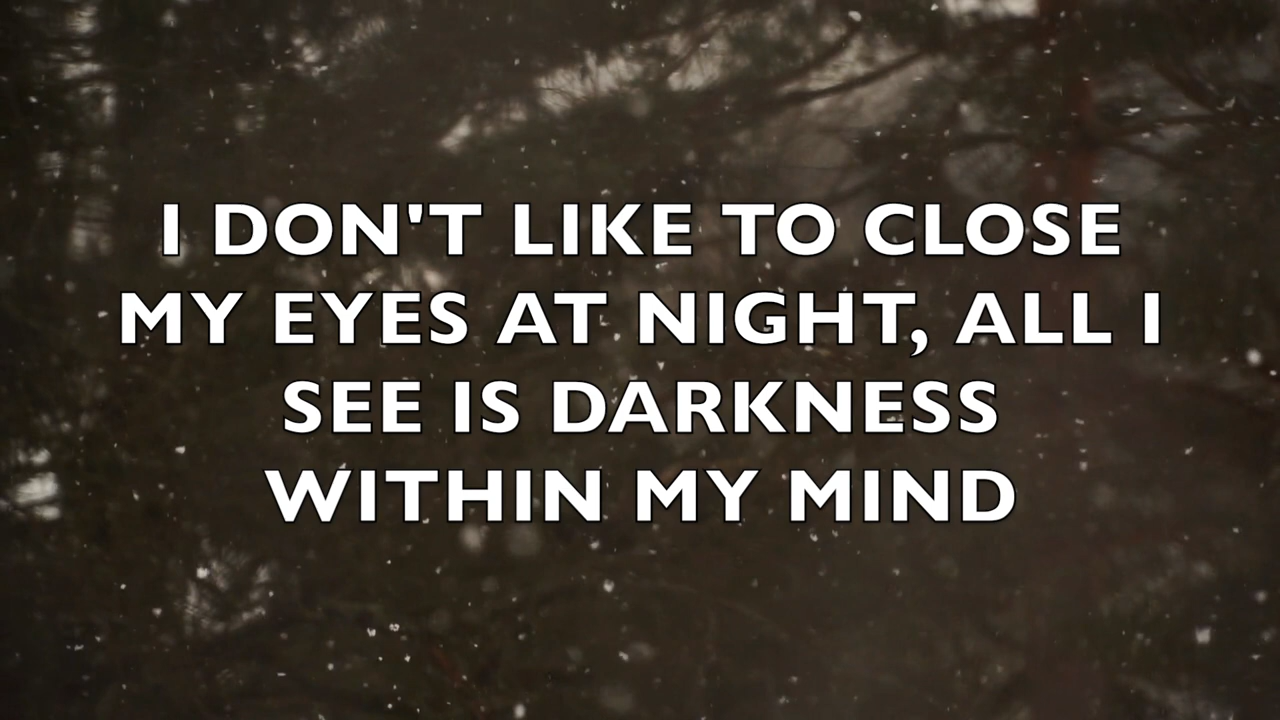 I DON'T LIKE TO CLOSE
MY EYES AT NIGHT, ALL I
SEE IS DARKNESS
WITHIN MY MIND